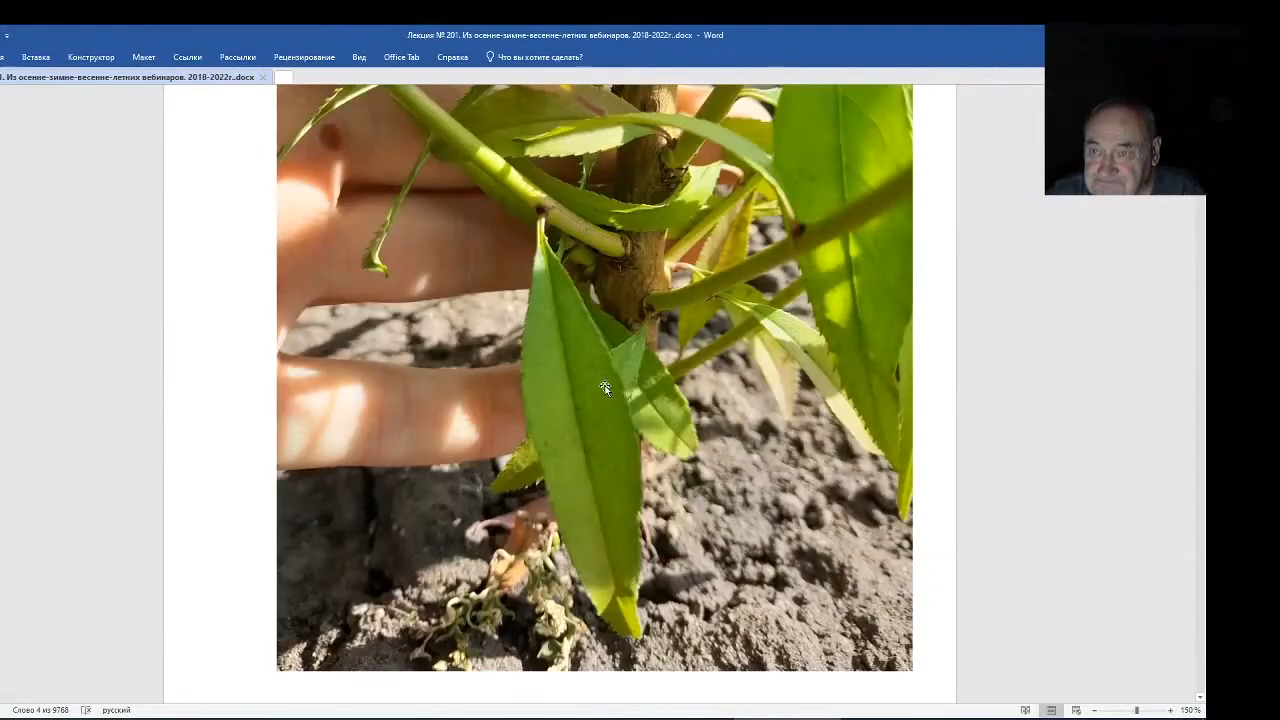 Лекция № 201. Из осенне-зимне-весенне-летних вебинаров. 2018-2022г..docx - Word
Вставка Конструктор Макет Ссылки Рассылки Рецензирование Вид Office Tab Справка Что вы хотите сделать?
1. Из осенне-зимне-весенне-летних вебинаров. 2018-2022г..docx
Слово 4 из 9768 русский 150 %